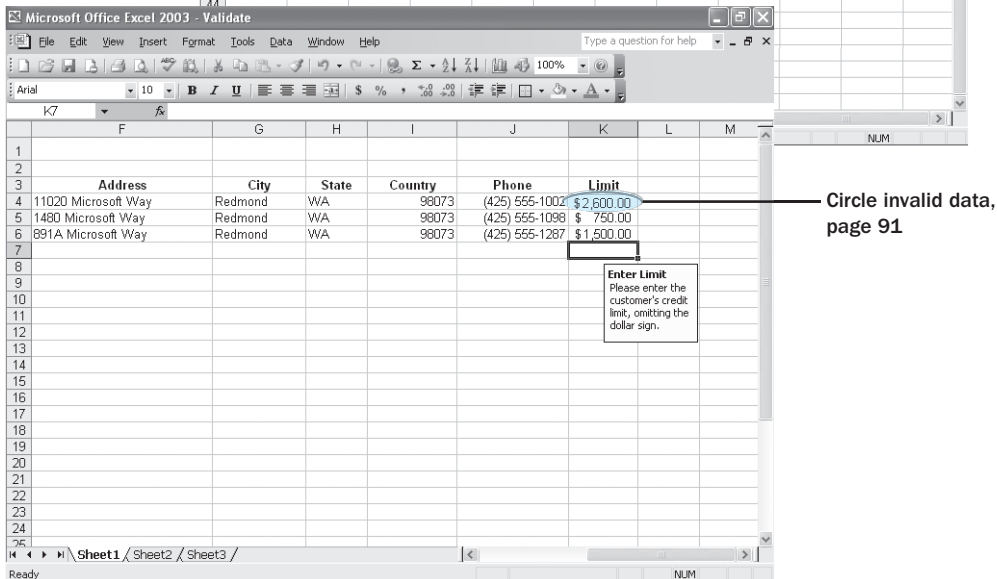 44
Microsoft Office Excel 2003 - Validate
File Edit View Insert Format Tools Data Window Help Type a question for help
100%
Arial 10 B I U $ % ,
K7 fx
F G H I J K L M
1
2
3 Address City State Country Phone Limit
4 11020 Microsoft Way Redmond WA 98073 (425) 555-1002 $2,600.00
5 1480 Microsoft Way Redmond WA 98073 (425) 555-1098 $ 750.00
6 891A Microsoft Way Redmond WA 98073 (425) 555-1287 $1,500.00
7
8
9
10
11
12
13
14
15
16
17
18
19
20
21
22
23
24
25
Enter Limit
Please enter the
customer's credit
limit, omitting the
dollar sign.
Sheet1 / Sheet2 / Sheet3 /
Ready NUM
NUM
Circle invalid data,
page 91